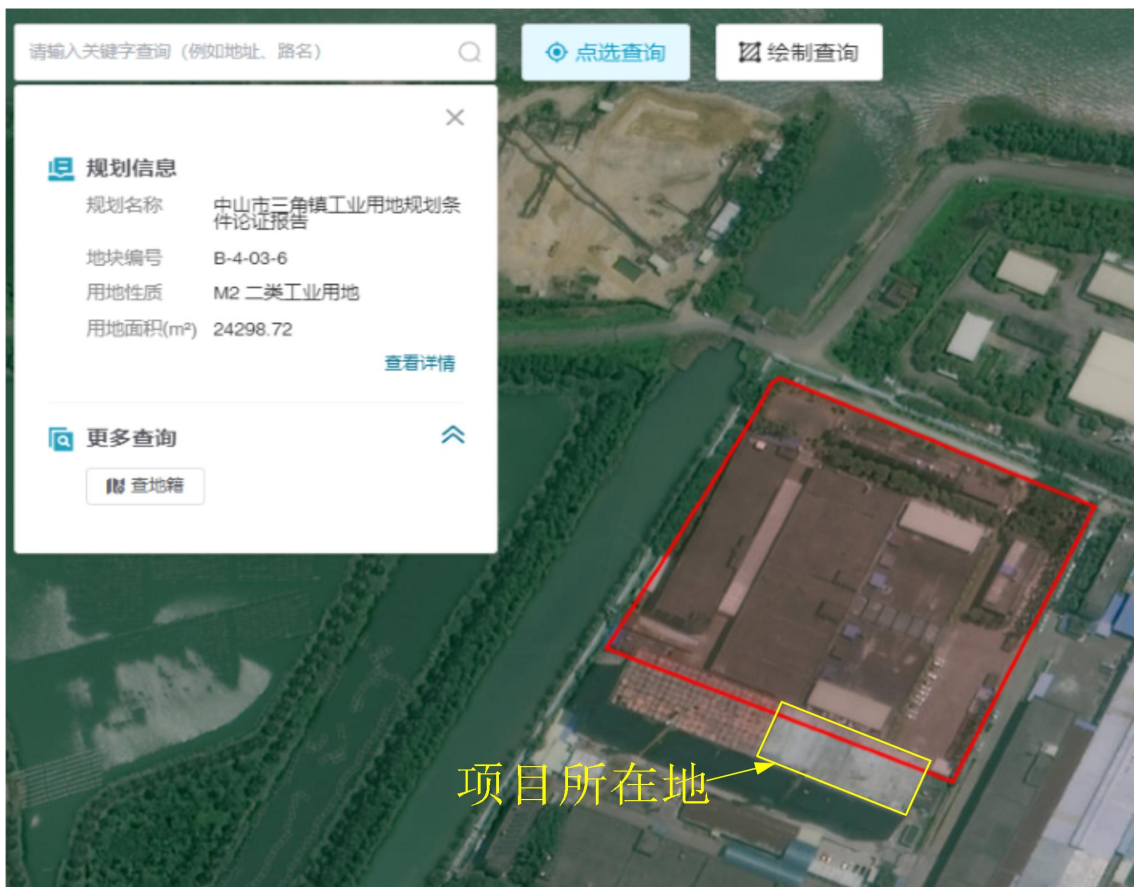 请输入关键字查询（例如地址、路名）
点选查询
绘制查询
规划信息
规划名称 中山市三角镇工业用地规划条
件论证报告
地块编号 B-4-03-6
用地性质 M2 二类工业用地
用地面积(m²) 24298.72
查看详情
更多查询
查地籍
项目所在地